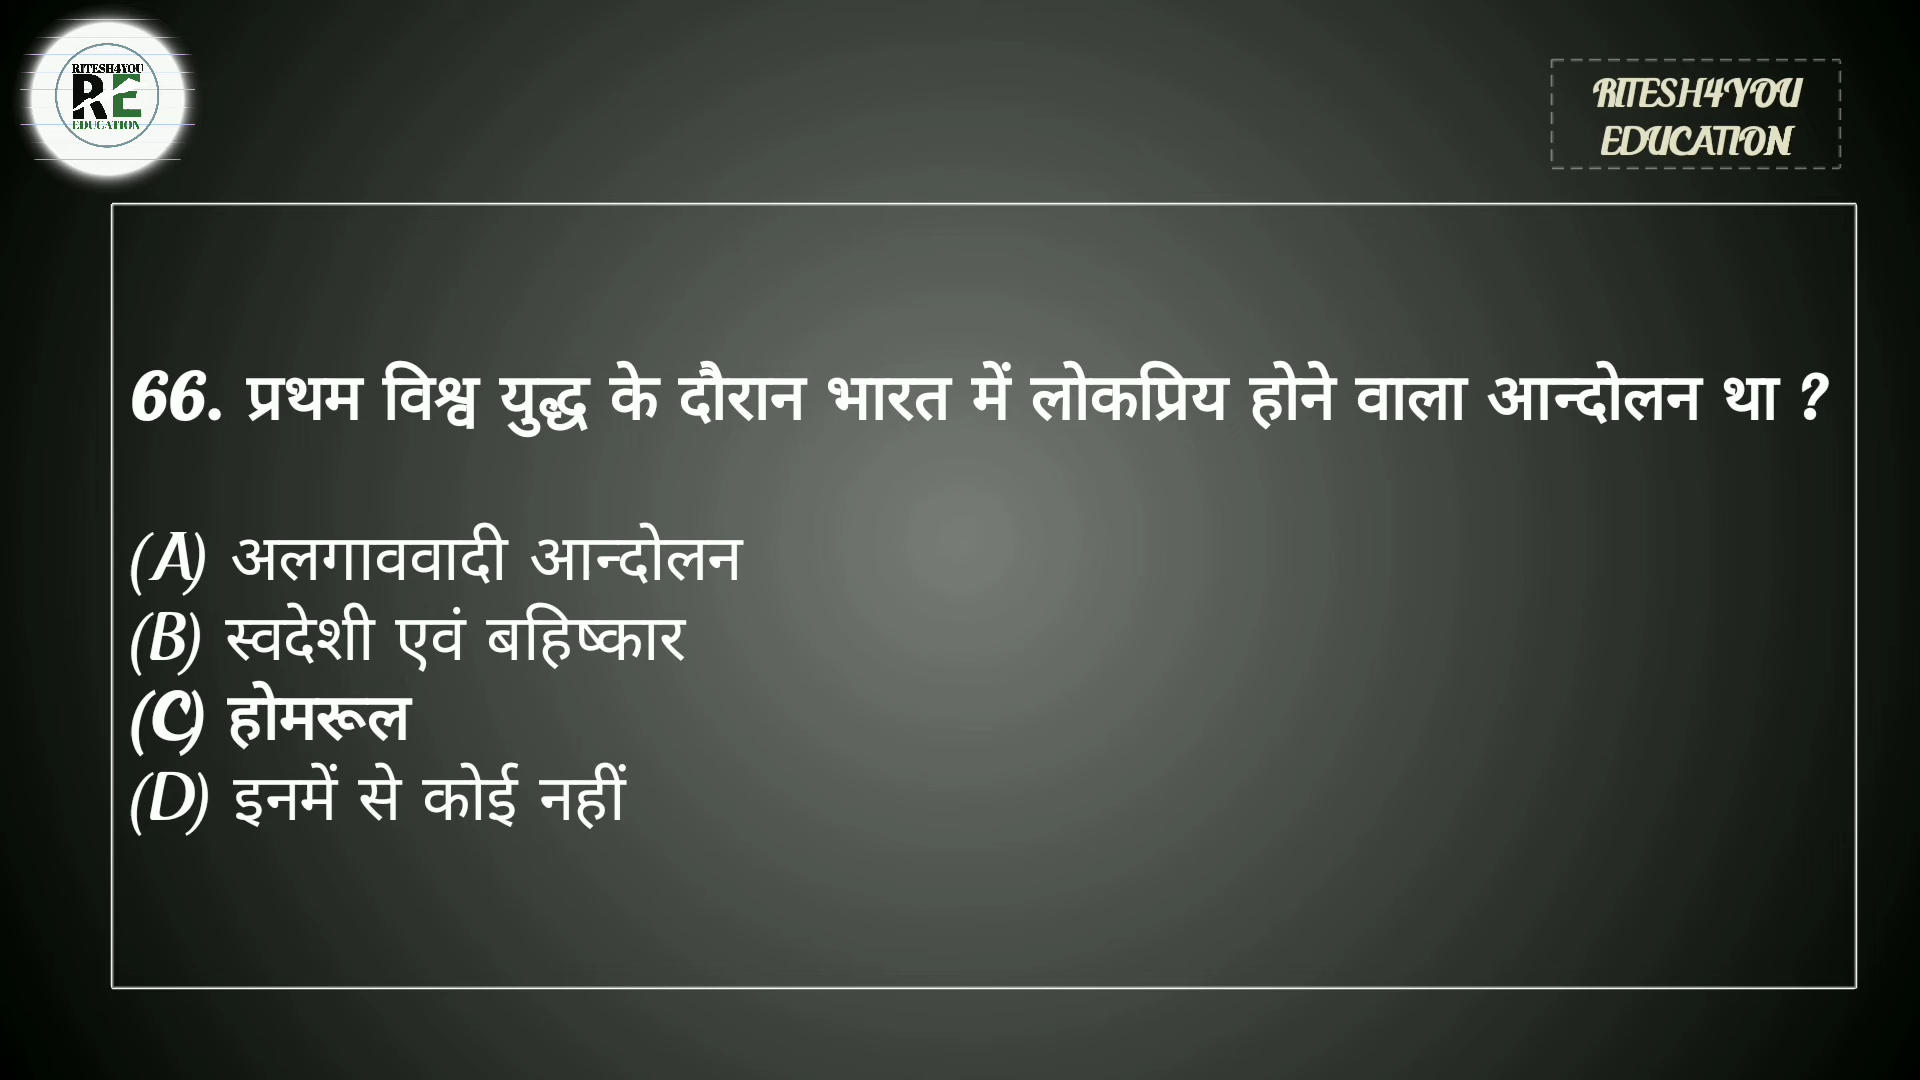 RITESH4YOU
RE
EDUCATION
RITESH4YOU
EDUCATION
66. प्रथम विश्व युद्ध के दौरान भारत में लोकप्रिय होने वाला आन्दोलन था ?
(A) अलगाववादी आन्दोलन
(B) स्वदेशी एवं बहिष्कार
(C) होमरूल
(D) इनमें से कोई नहीं